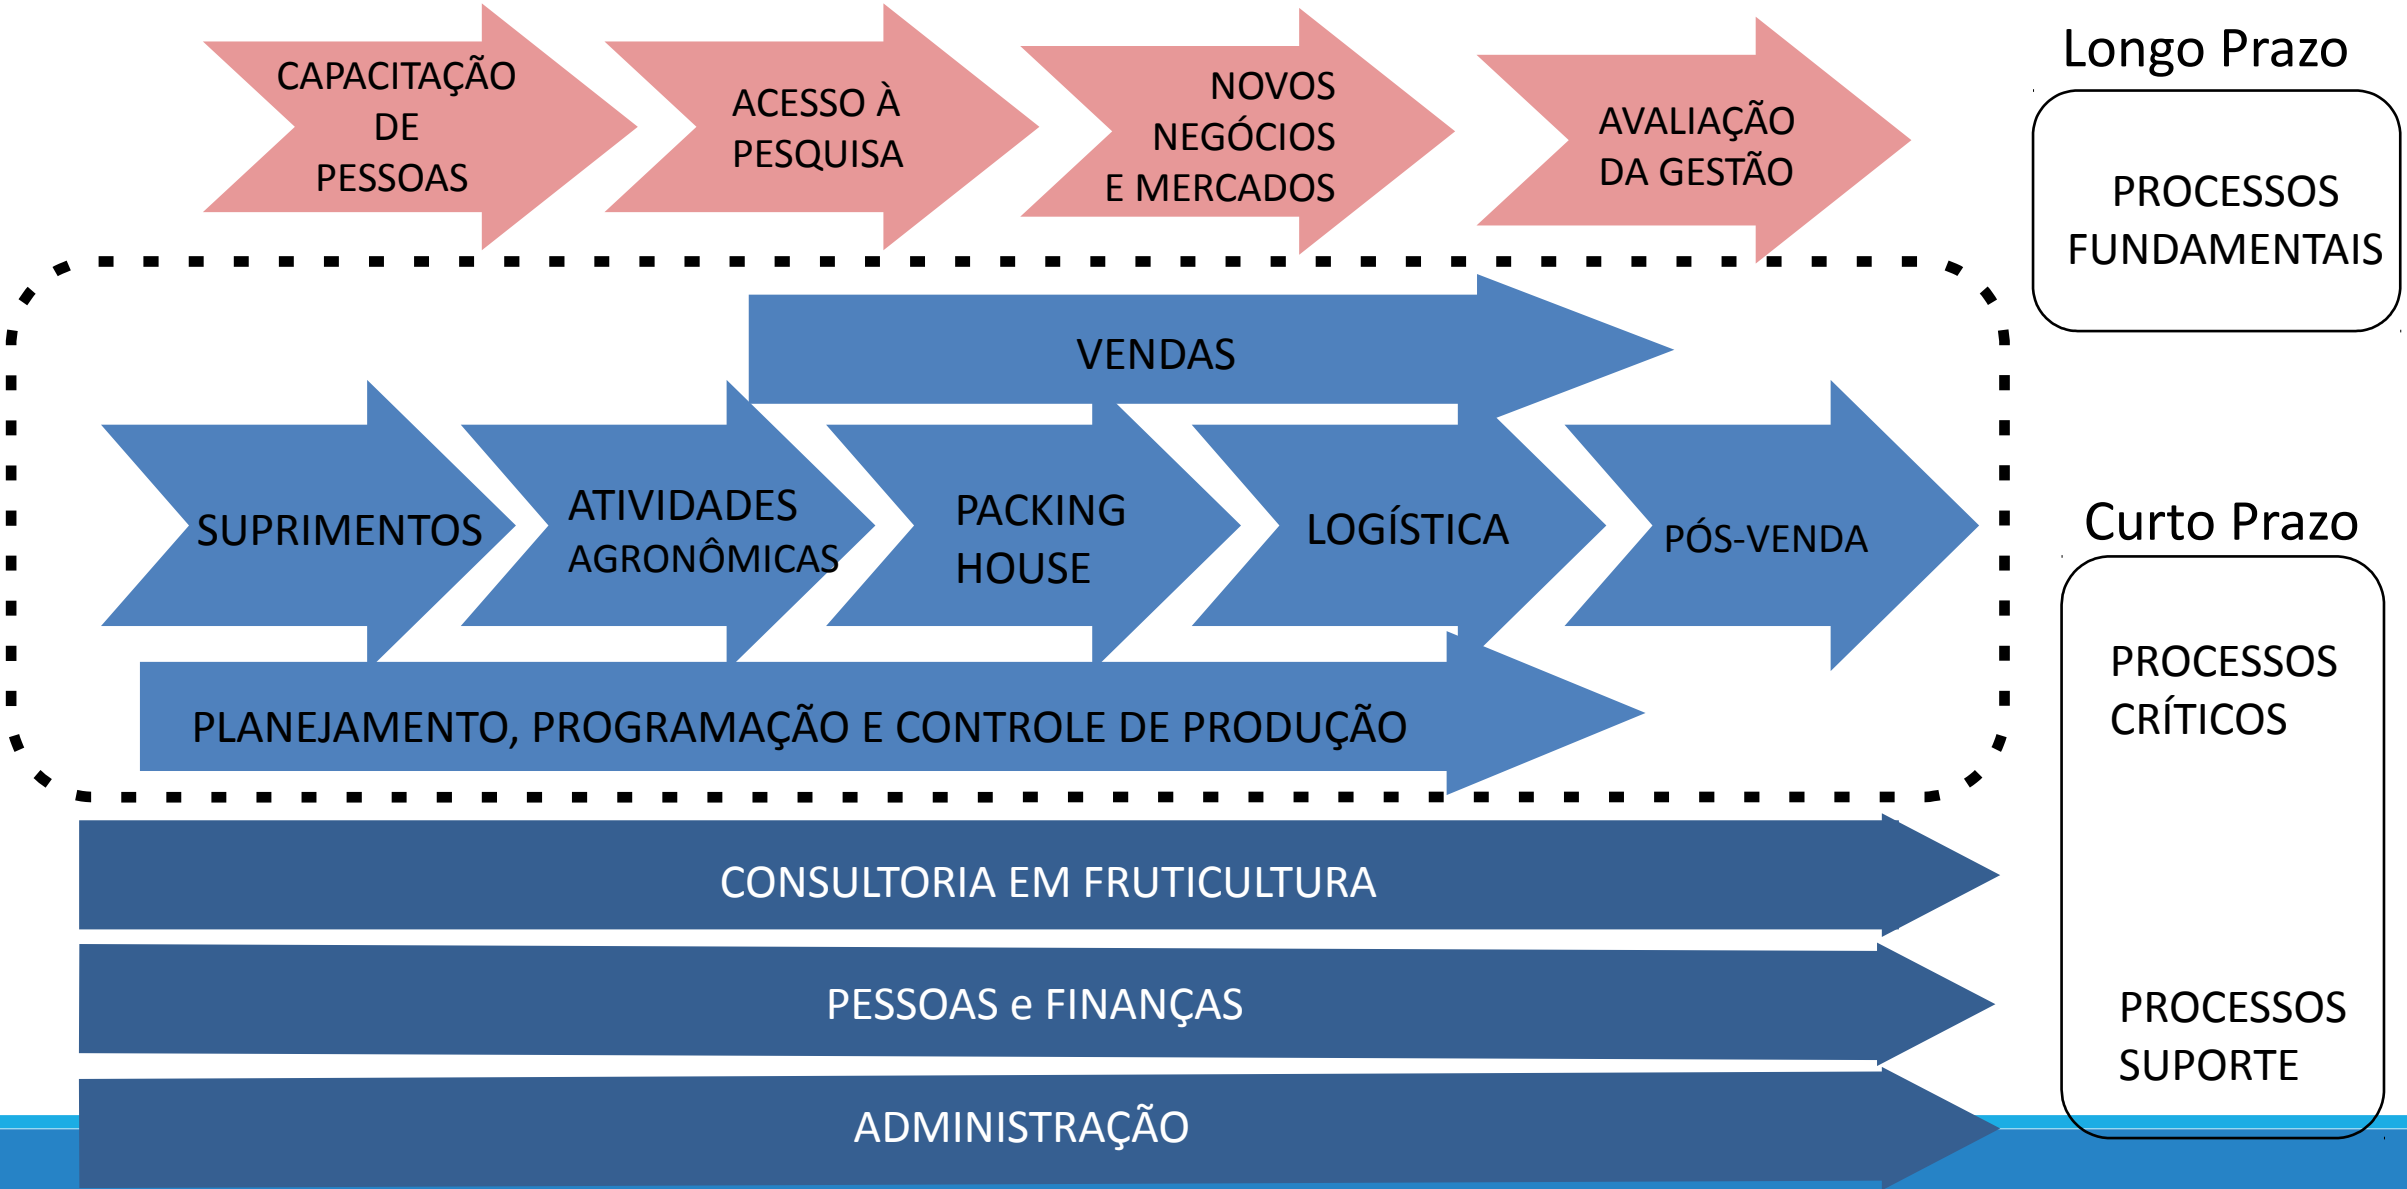 CAPACITAÇÃO
DE
PESSOAS
ACESSO À
PESQUISA
NOVOS
NEGÓCIOS
E MERCADOS
AVALIAÇÃO
DA GESTÃO
Longo Prazo
PROCESSOS
FUNDAMENTAIS
VENDAS
SUPRIMENTOS
ATIVIDADES
AGRONÔMICAS
PACKING
HOUSE
LOGÍSTICA
PÓS-VENDA
PLANEJAMENTO, PROGRAMAÇÃO E CONTROLE DE PRODUÇÃO
Curto Prazo
PROCESSOS
CRÍTICOS
CONSULTORIA EM FRUTICULTURA
PESSOAS e FINANÇAS
ADMINISTRAÇÃO
PROCESSOS
SUPORTE